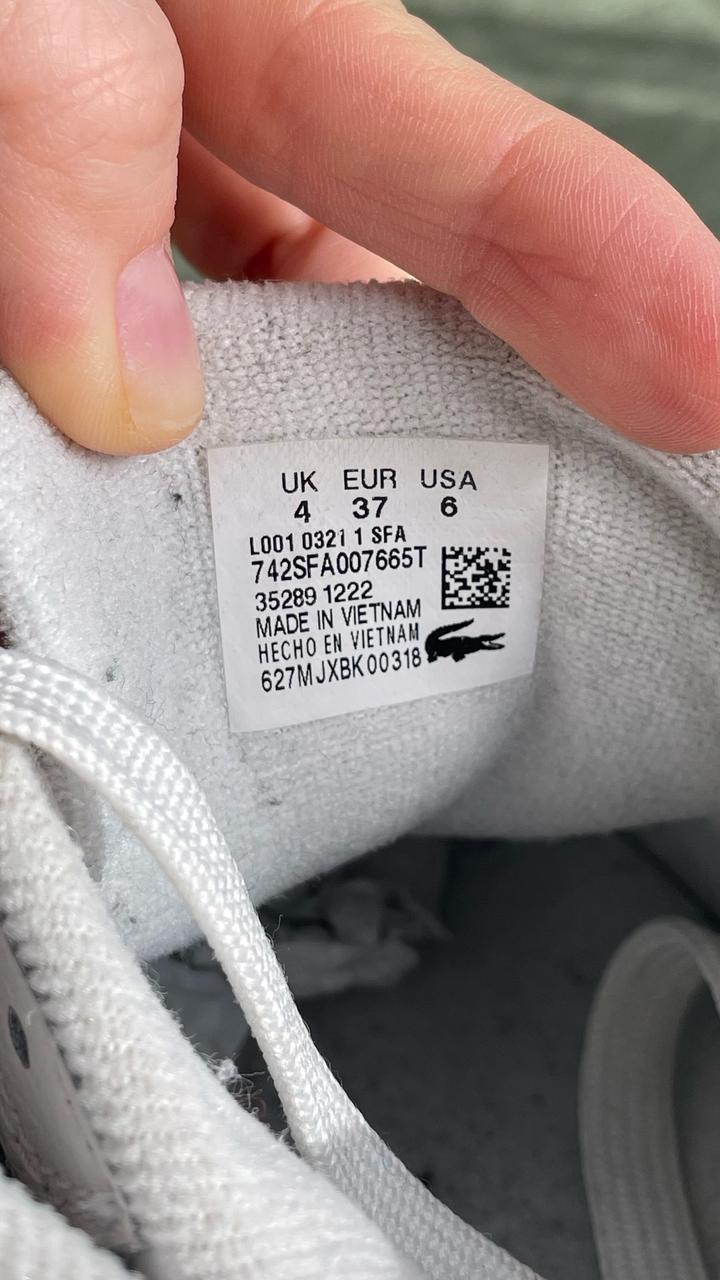 UK EUR USA
4 37 6
L001 0321 1 SFA
742SFA007665T
35289 1222
MADE IN VIETNAM
HECHO EN VIETNAM
627MJXBK00318